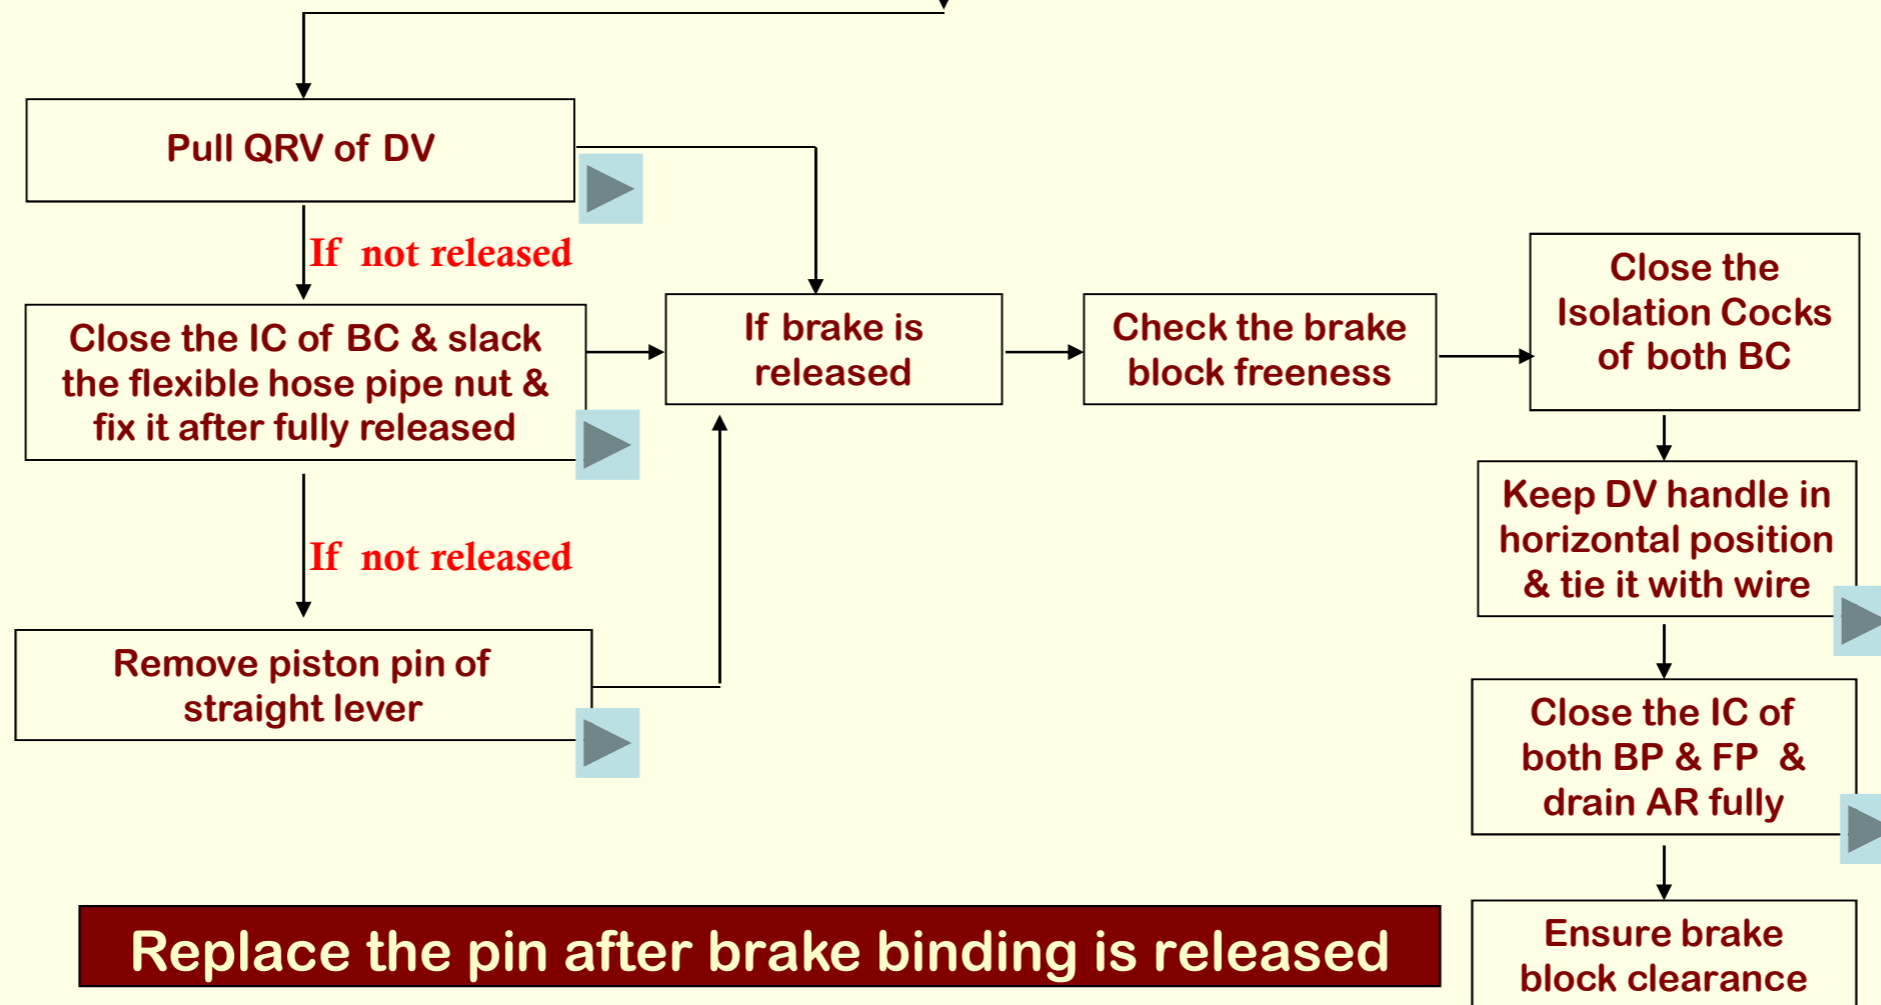 Pull QRV of DV
If not released
Close the IC of BC & slack
the flexible hose pipe nut &
fix it after fully released
If not released
Remove piston pin of
straight lever
If brake is
released
Check the brake
block freeness
Close the
Isolation Cocks
of both BC
Keep DV handle in
horizontal position
& tie it with wire
Close the IC of
both BP & FP &
drain AR fully
Ensure brake
block clearance
Replace the pin after brake binding is released